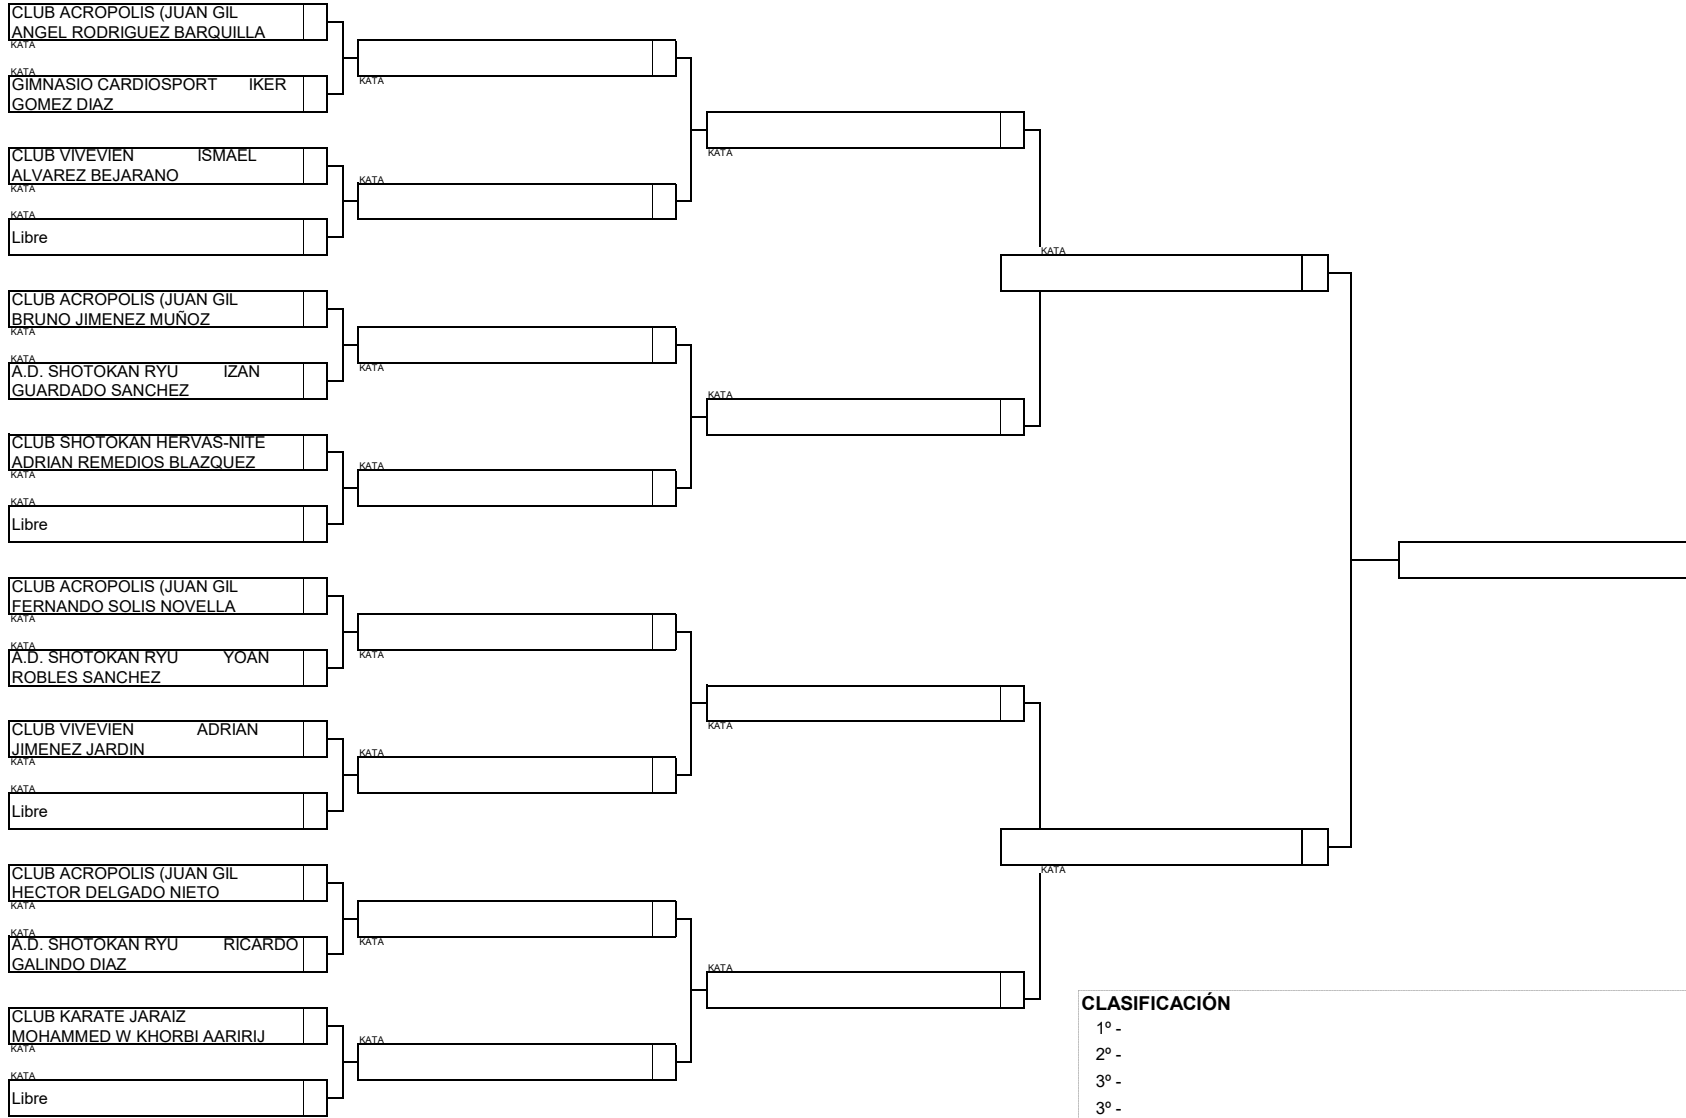 CLUB ACROPOLIS (JUAN GIL
ANGEL RODRIGUEZ BARQUILLA
KATA
KATA
GIMNASIO CARDIOSPORT IKER
GOMEZ DIAZ
CLUB VIVEVIEN ISMAEL
ALVAREZ BEJARANO
KATA
KATA
Libre
CLUB ACROPOLIS (JUAN GIL
BRUNO JIMENEZ MUÑOZ
KATA
KATA
A.D. SHOTOKAN RYU IZAN
GUARDADO SANCHEZ
CLUB SHOTOKAN HERVAS-NITE
ADRIAN REMEDIOS BLAZQUEZ
KATA
KATA
Libre
CLUB ACROPOLIS (JUAN GIL
FERNANDO SOLIS NOVELLA
KATA
KATA
A.D. SHOTOKAN RYU YOAN
ROBLES SANCHEZ
CLUB VIVEVIEN ADRIAN
JIMENEZ JARDIN
KATA
KATA
Libre
CLUB ACROPOLIS (JUAN GIL
HECTOR DELGADO NIETO
KATA
KATA
A.D. SHOTOKAN RYU RICARDO
GALINDO DIAZ
CLUB KARATE JARAIZ
MOHAMMED W KHORBI AARIRIJ
KATA
KATA
Libre
KATA
KATA
KATA
KATA
KATA
KATA
KATA
KATA
KATA
KATA
KATA
KATA
KATA
KATA
CLASIFICACIÓN
1º -
2º -
3º -
3º -